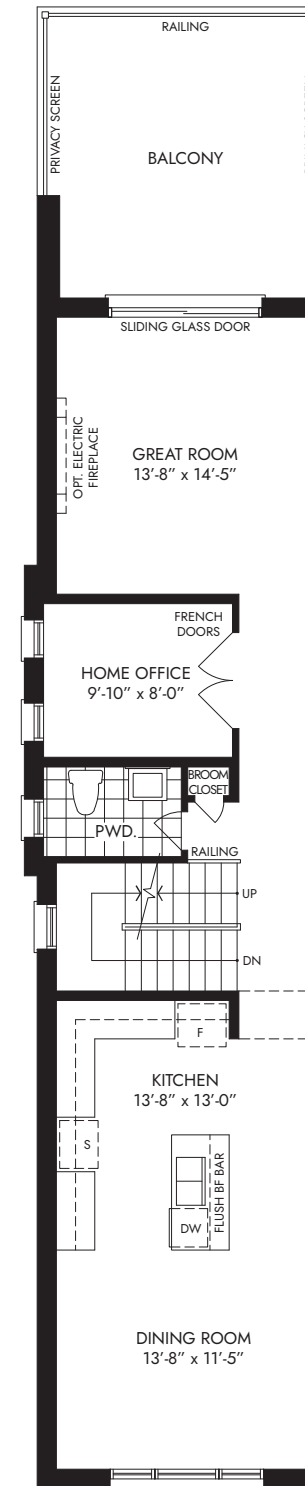 RAILING
PRIVACY SCREEN
BALCONY
SLIDING GLASS DOOR
OPT. ELECTRIC
FIREPLACE
GREAT ROOM
13'-8" x 14'-5"
FRENCH
DOORS
HOME OFFICE
9'-10" x 8'-0"
BROOM
CLOSET
PWD.
RAILING
UP
DN
F
KITCHEN
13'-8" x 13'-0"
S
FLUSH BF BAR
DW
DINING ROOM
13'-8" x 11'-5"